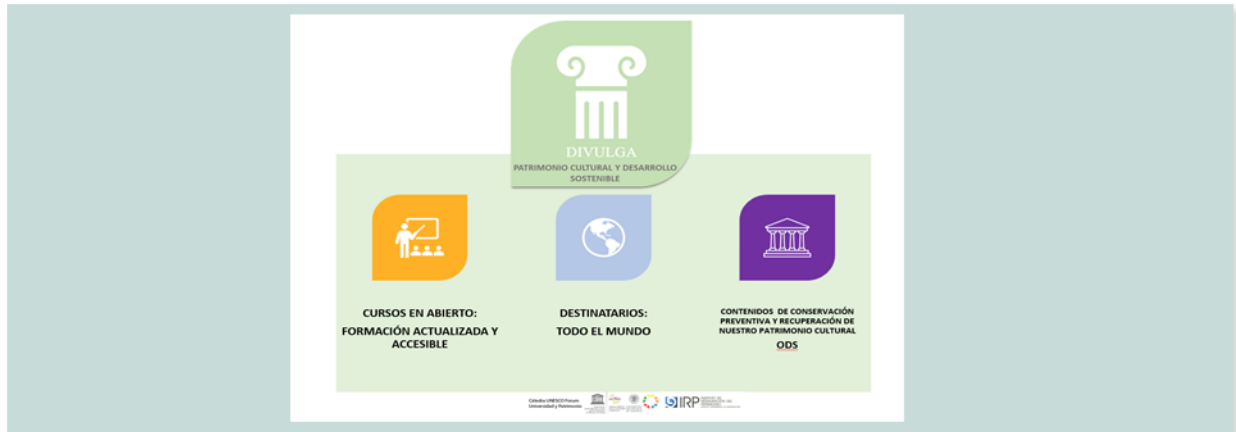 DIVULGA
PATRIMONIO CULTURAL Y DESARROLLO
SOSTENIBLE
CURSOS EN ABIERTO:
FORMACIÓN ACTUALIZADA Y
ACCESIBLE
DESTINATARIOS:
TODO EL MUNDO
CONTENIDOS DE CONSERVACIÓN
PREVENTIVA Y RECUPERACIÓN DE
NUESTRO PATRIMONIO CULTURAL
ODS
Cátedra UNESCO Forum
Universidad y Patrimonio
IRP